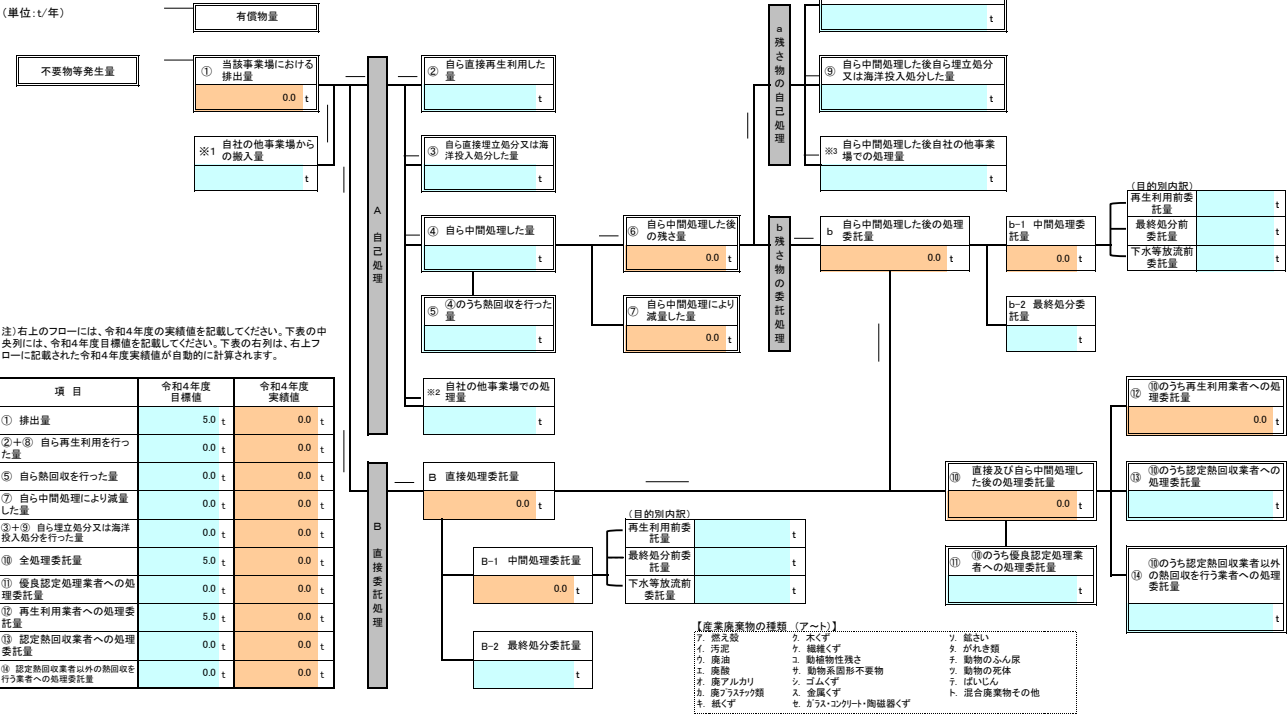 （単位:t/年）
有償物量
不要物等発生量
① 当該事業場における
排出量
0.0 t
※1 自社の他事業場から
の搬入量
t
A 自己処理
② 自ら直接再生利用した
量
t
③ 自ら直接埋立処分又は海
洋投入処分した量
t
④ 自ら中間処理した量
t
⑤ ④のうち熱回収を行った
量
t
※2 自社の他事業場での処
理量
t
⑥ 自ら中間処理した後
の残さ量
0.0 t
⑦ 自ら中間処理により
減量した量
0.0 t
a 残さ物の自己処理
t
⑨ 自ら中間処理した後自ら埋立処分
又は海洋投入処分した量
t
※3 自ら中間処理した後自社の他事業
場での処理量
t
b 残さ物の委託処理
b 自ら中間処理した後の処理
委託量
0.0 t
b-1 中間処理委
託量
0.0 t
b-2 最終処分委
託量
t
（目的別内訳）
再生利用前委
託量
t
最終処分前
委託量
t
下水等放流前
委託量
t
注）右上のフローには、令和４年度の実績値を記載してください。下表の中
央列には、令和４年度目標値を記載してください。下表の右列は、右上フ
ローに記載された令和４年度実績値が自動的に計算されます。
項 目 令和４年度
目標値 令和４年度
実績値
① 排出量 5.0 t 0.0 t
②＋⑧ 自ら再生利用を行っ
た量 0.0 t 0.0 t
⑤ 自ら熱回収を行った量 0.0 t 0.0 t
⑦ 自ら中間処理により減量
した量 0.0 t 0.0 t
③＋⑨ 自ら埋立処分又は海洋
投入処分を行った量 0.0 t 0.0 t
⑩ 全処理委託量 5.0 t 0.0 t
⑪ 優良認定処理業者への処
理委託量 0.0 t 0.0 t
⑫ 再生利用業者への処理委
託量 5.0 t 0.0 t
⑬ 認定熱回収業者への処理
委託量 0.0 t 0.0 t
⑭ 認定熱回収業者以外の熱回収を
行う業者への処理委託量 0.0 t 0.0 t
B 直接委託処理
B 直接処理委託量
0.0 t
B-1 中間処理委託量
0.0 t
B-2 最終処分委託量
t
（目的別内訳）
再生利用前委
託量
t
最終処分前委
託量
t
下水等放流前
委託量
t
⑩ 直接及び自ら中間処理し
た後の処理委託量
0.0 t
⑪ ⑩のうち優良認定処理業
者への処理委託量
t
⑫ ⑩のうち再生利用業者への処
理委託量
0.0 t
⑬ ⑩のうち認定熱回収業者への
処理委託量
t
⑭ ⑩のうち認定熱回収業者以外
の熱回収を行う業者への処理
委託量
t
【産業廃棄物の種類 （ア～ト）】
ア. 燃え殻 ク. 木くず ソ. 鉱さい
イ. 汚泥 ケ. 繊維くず タ. がれき類
ウ. 廃油 コ. 動植物性残さ チ. 動物のふん尿
エ. 廃酸 サ. 動物系固形不要物 ツ. 動物の死体
オ. 廃アルカリ シ. ゴムくず テ. ばいじん
カ. 廃プラスチック類 ス. 金属くず ト. 混合廃棄物その他
キ. 紙くず セ. ガラス・コンクリート・陶磁器くず